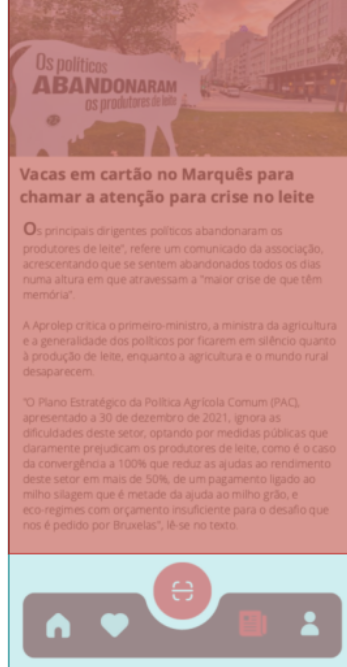 Os políticos
ABANDONARAM
os produtores de leite
Vacas em cartão no Marquês para
chamar a atenção para crise no leite
Os principais dirigentes políticos abandonaram os
produtores de leite", refere um comunicado da associação,
acrescentando que se sentem abandonados todos os dias
numa altura em que atravessam a "maior crise de que têm
memória".
A Aprolep critica o primeiro-ministro, a ministra da agricultura
e a generalidade dos políticos por ficarem em silêncio quanto
à produção de leite, enquanto a agricultura e o mundo rural
desaparecem.
"O Plano Estratégico da Política Agrícola Comum (PAC),
apresentado a 30 de dezembro de 2021, ignora as
dificuldades deste setor, optando por medidas públicas que
claramente prejudicam os produtores de leite, como é o caso
da convergência a 100% que reduz as ajudas ao rendimento
deste setor em mais de 50%, de um pagamento ligado ao
milho silagem que é metade da ajuda ao milho grão, e
eco-regimes com orçamento insuficiente para o desafio que
nos é pedido por Bruxelas", lê-se no texto.